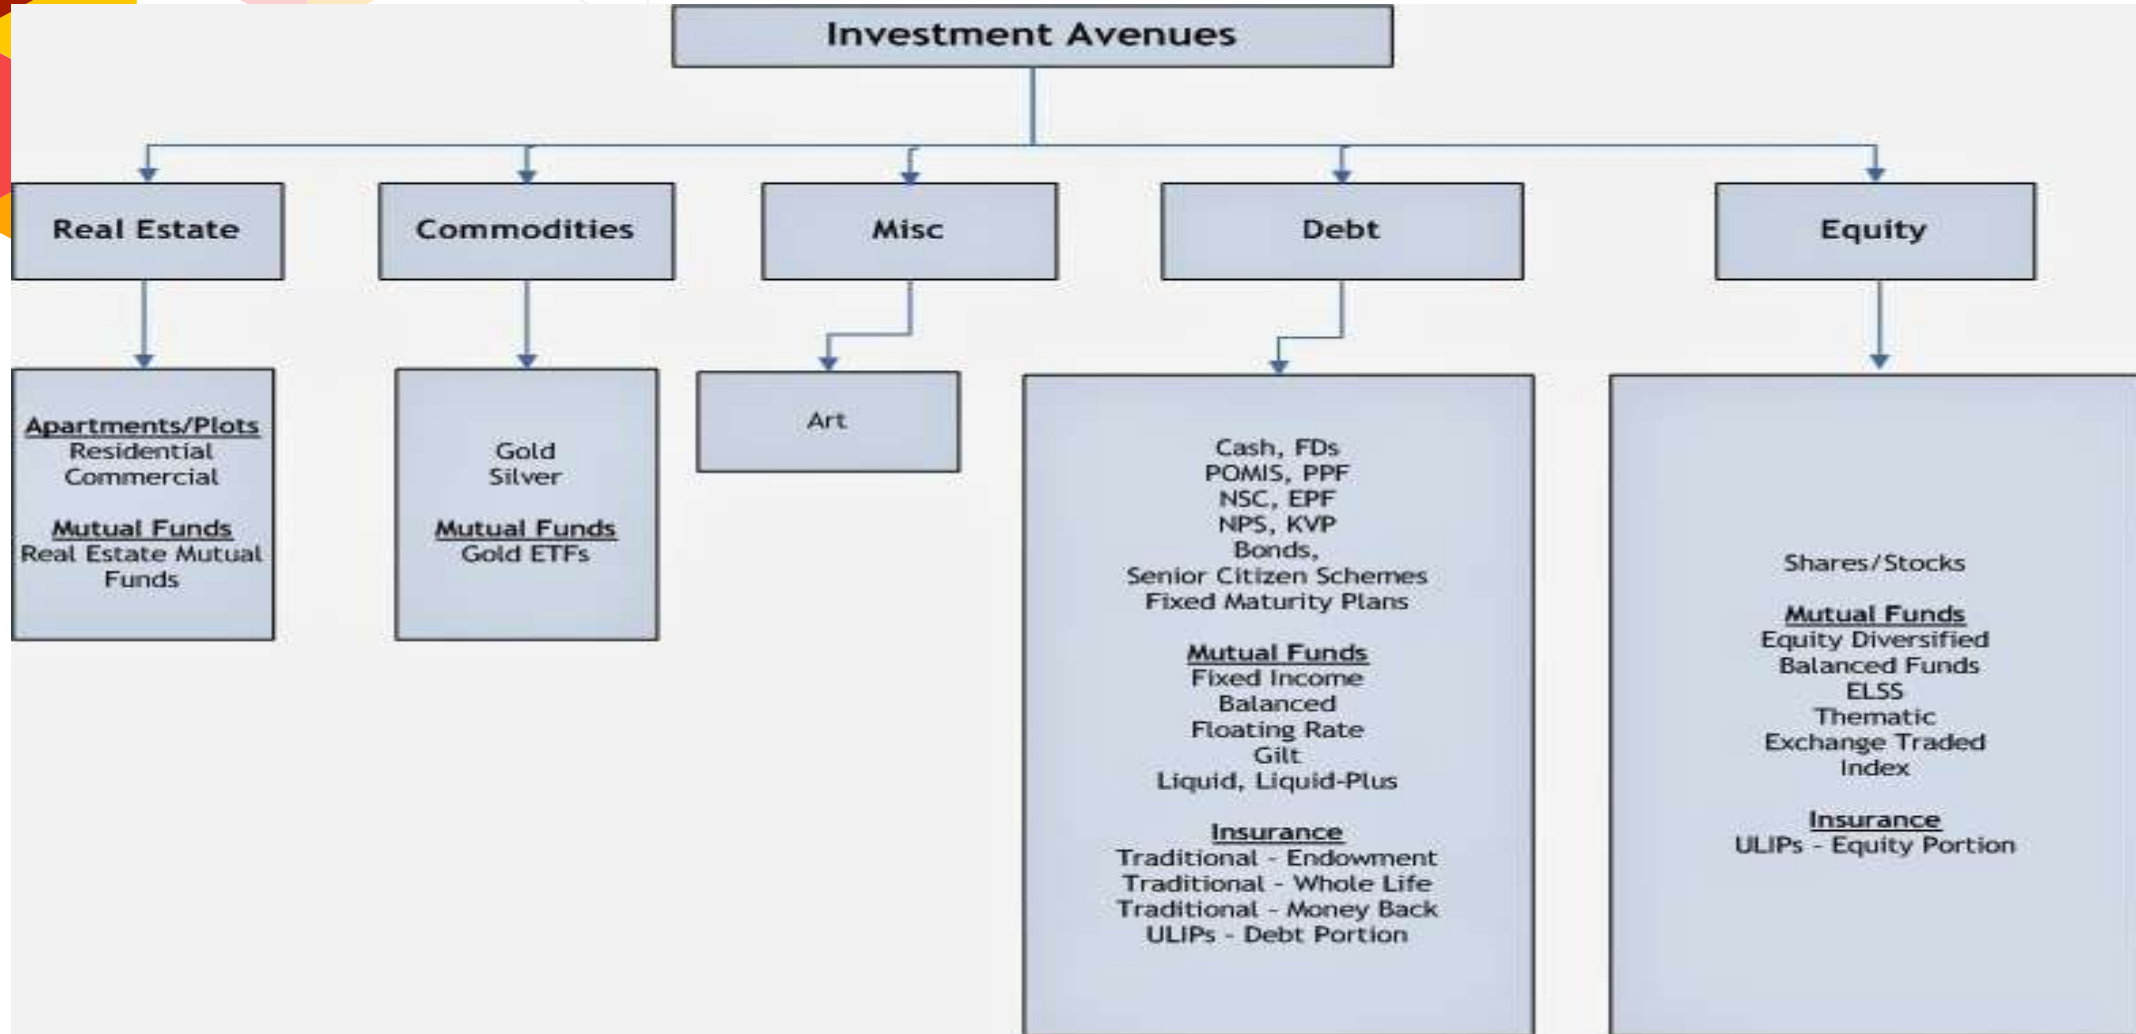 Investment Avenues
Real Estate
Commodities
Misc
Debt
Equity
Apartments/Plots
Residential
Commercial
Mutual Funds
Real Estate Mutual
Funds
Gold
Silver
Mutual Funds
Gold ETFs
Art
Cash, FDs
POMIS, PPF
NSC, EPF
NPS, KVP
Bonds,
Senior Citizen Schemes
Fixed Maturity Plans
Mutual Funds
Fixed Income
Balanced
Floating Rate
Gilt
Liquid, Liquid-Plus
Insurance
Traditional - Endowment
Traditional - Whole Life
Traditional - Money Back
ULIPs - Debt Portion
Shares/Stocks
Mutual Funds
Equity Diversified
Balanced Funds
ELSS
Thematic
Exchange Traded
Index
Insurance
ULIPs - Equity Portion